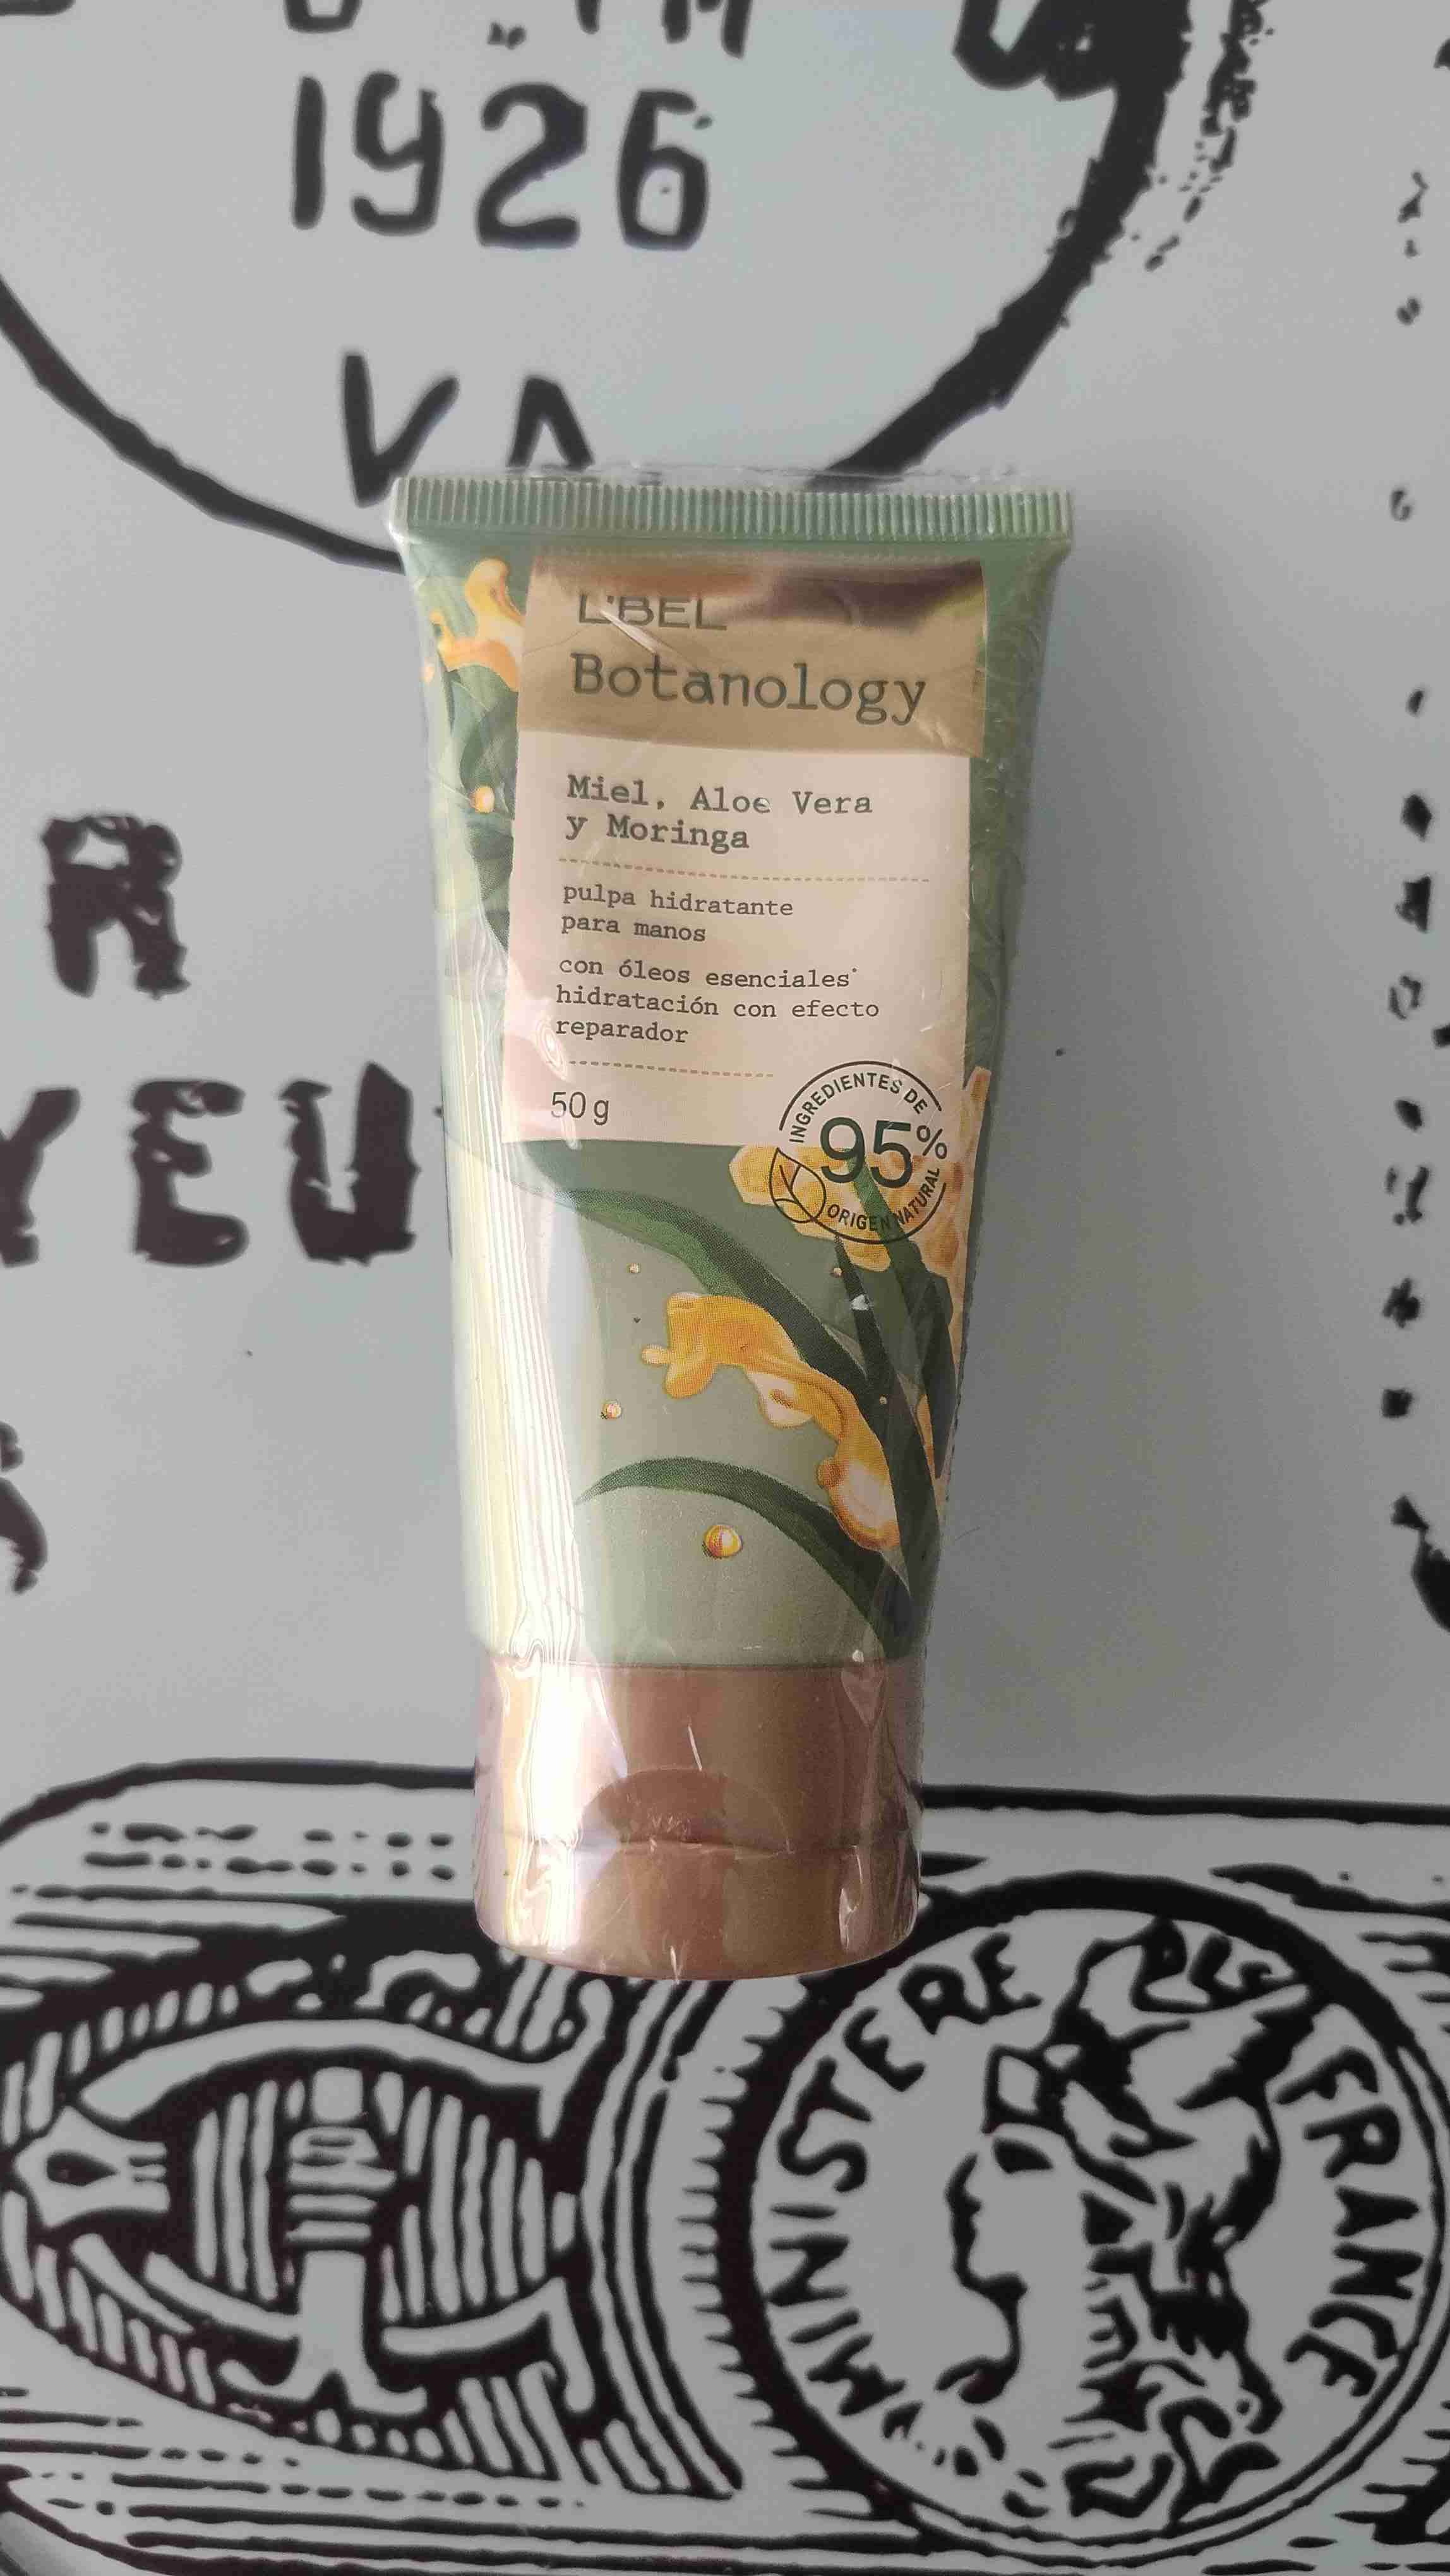 1926
VA
L'BEL
Botanology
Miel, Aloe Vera
y Moringa
pulpa hidratante
para manos
con óleos esenciales*
hidratación con efecto
reparador
50 g
INGREDIENTES DE
95%
ORIGEN NATURAL
R
YEU
MINISTERE DES FRANCE